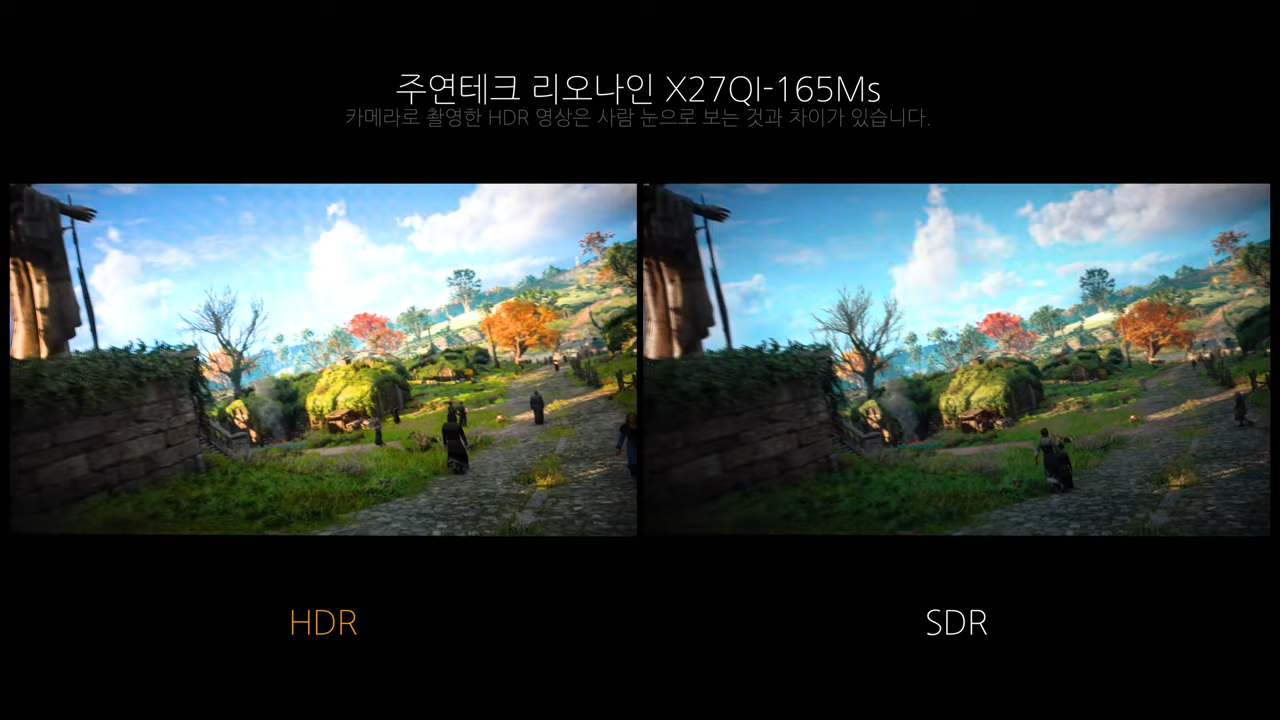 주연테크 리오나인 X27QI-165Ms
카메라로 촬영한 HDR 영상은 사람 눈으로 보는 것과 차이가 있습니다.
HDR
SDR